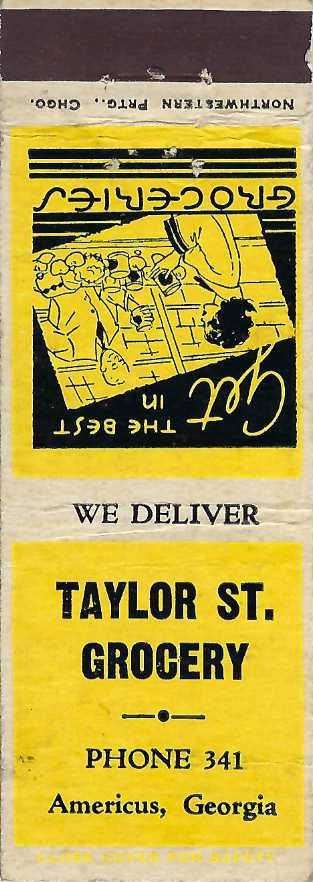 NORTHWESTERN PRTG., CHGO.
Get
THE BEST
in
GROCERIES
WE DELIVER
TAYLOR ST.
GROCERY
PHONE 341
Americus, Georgia
CLOSE COVER FOR SAFETY